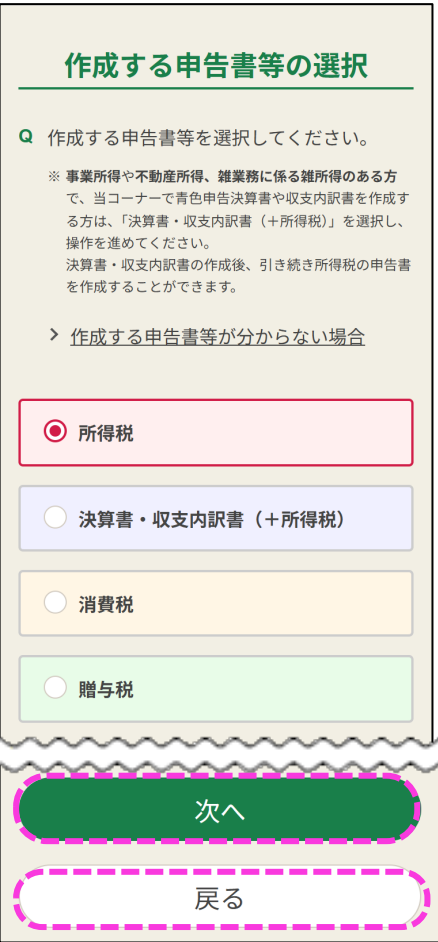 作成する申告書等の選択
Q 作成する申告書等を選択してください。
※ 事業所得や不動産所得、雑業務に係る雑所得のある方
で、当コーナーで青色申告決算書や収支内訳書を作成す
る方は、「決算書・収支内訳書（＋所得税）」を選択し、
操作を進めてください。
決算書・収支内訳書の作成後、引き続き所得税の申告書
を作成することができます。
作成する申告書等が分からない場合
所得税
決算書・収支内訳書（＋所得税）
消費税
贈与税
次へ
戻る